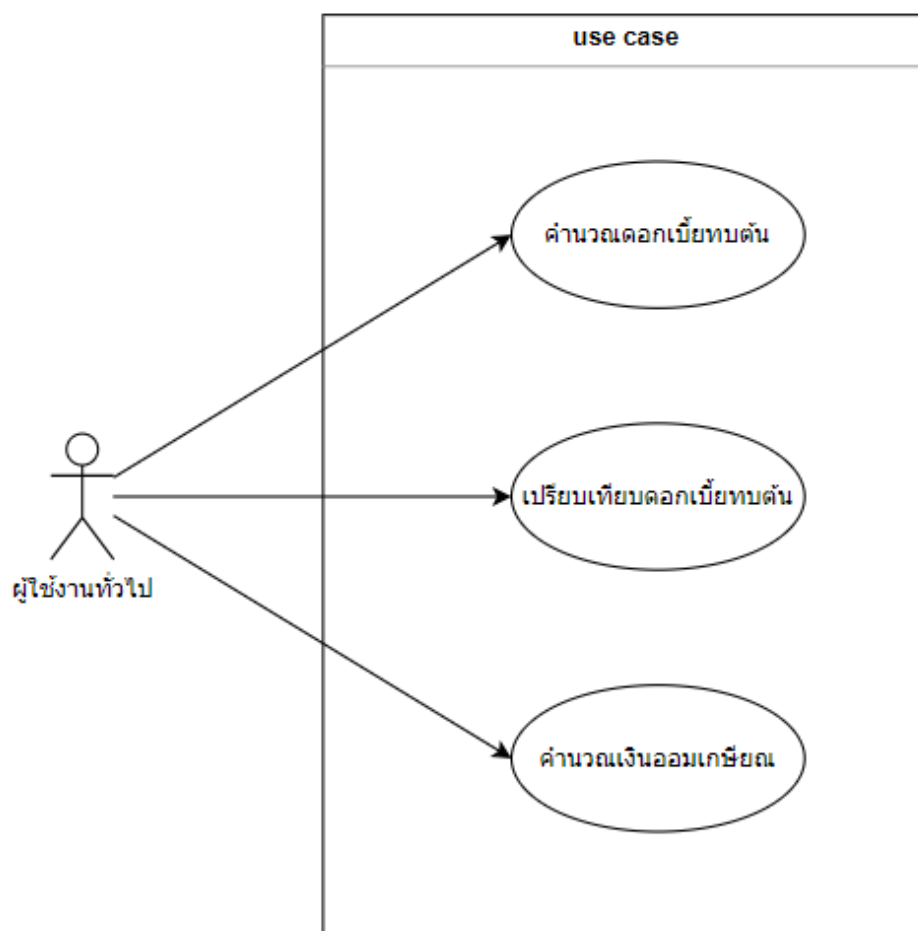 use case
คำนวณดอกเบี้ยทบต้น
เปรียบเทียบดอกเบี้ยทบต้น
ผู้ใช้งานทั่วไป
คำนวณเงินออมเกษียณ